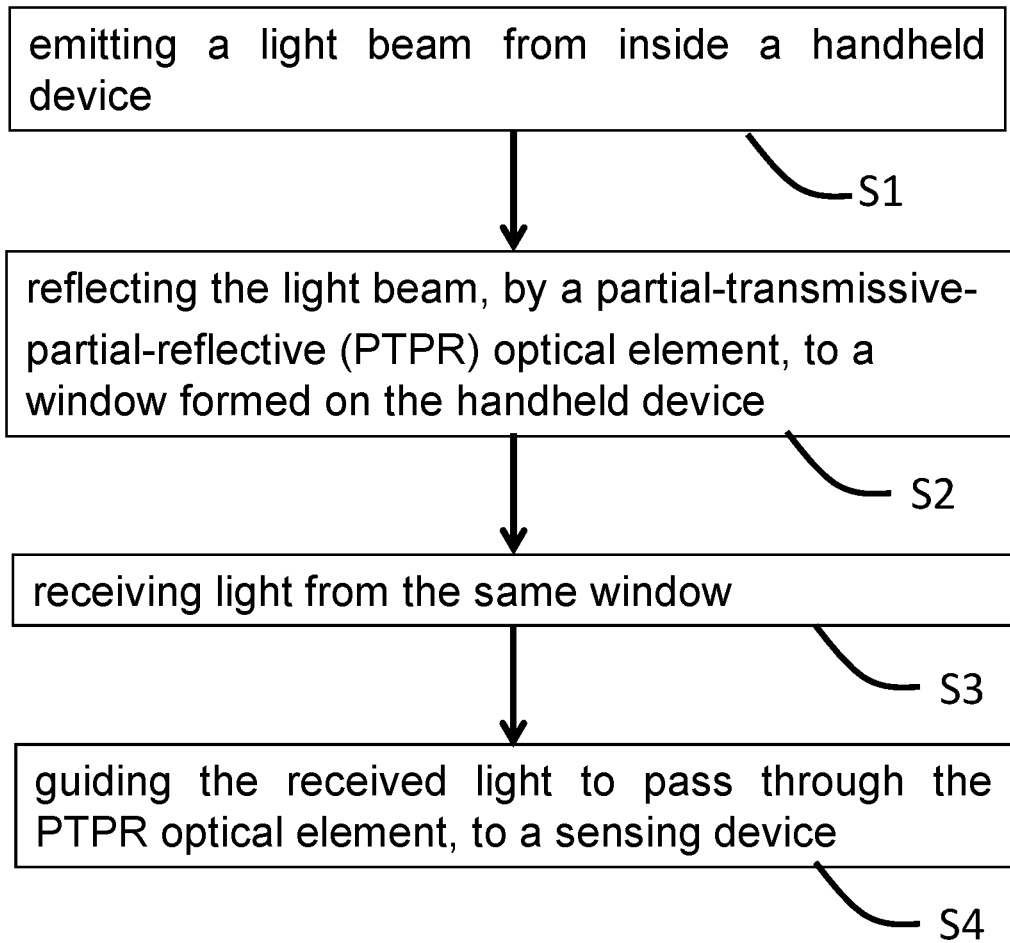 emitting a light beam from inside a handheld
device
S1
reflecting the light beam, by a partial-transmissive-
partial-reflective (PTPR) optical element, to a
window formed on the handheld device
S2
receiving light from the same window
S3
guiding the received light to pass through the
PTPR optical element, to a sensing device
S4